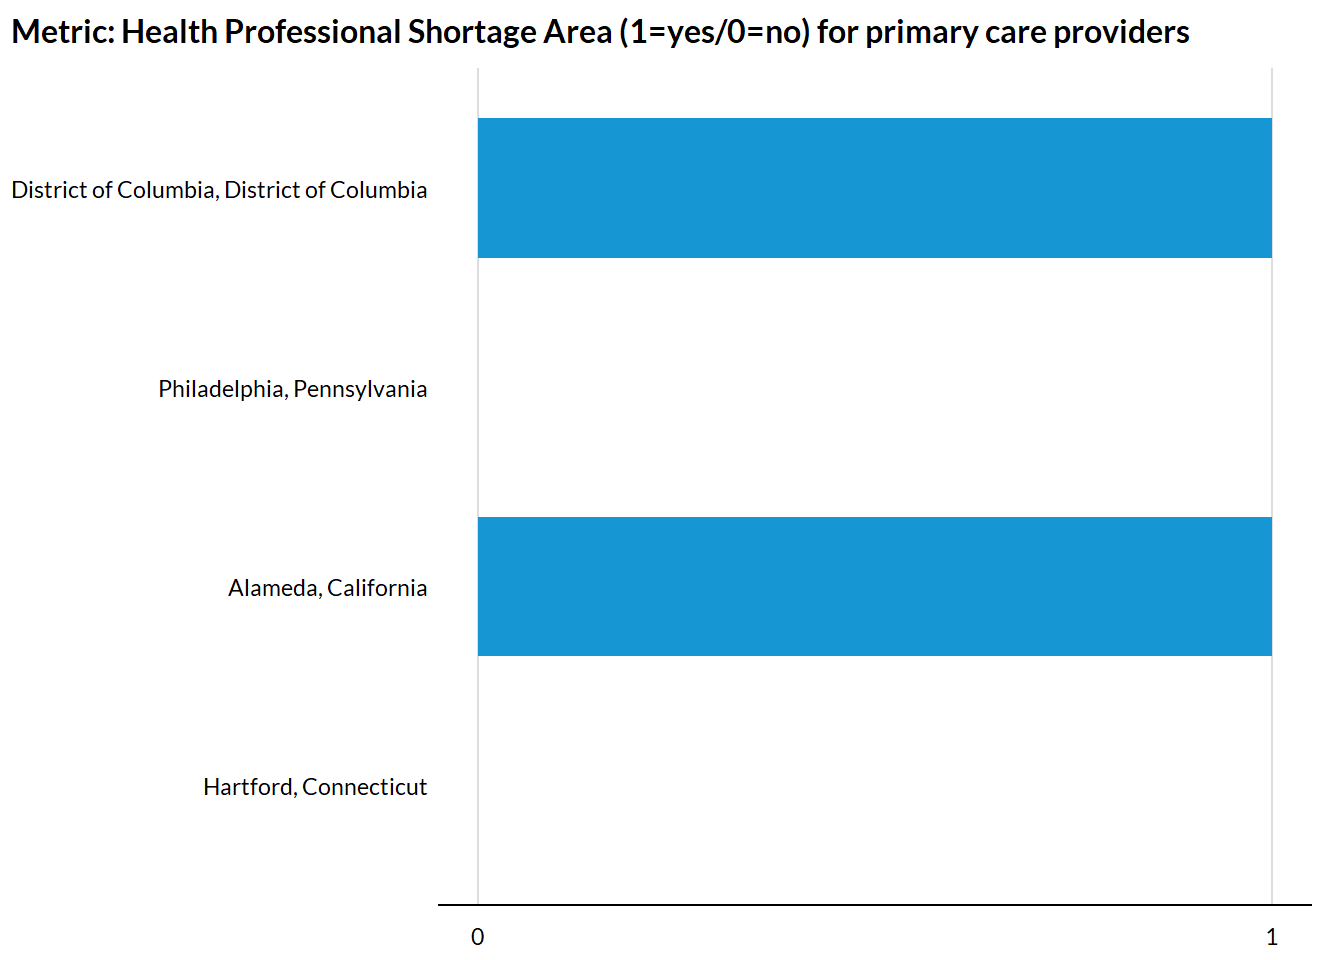 Metric: Health Professional Shortage Area (1=yes/0=no) for primary care providers
District of Columbia, District of Columbia
Philadelphia, Pennsylvania
Alameda, California
Hartford, Connecticut
0
1